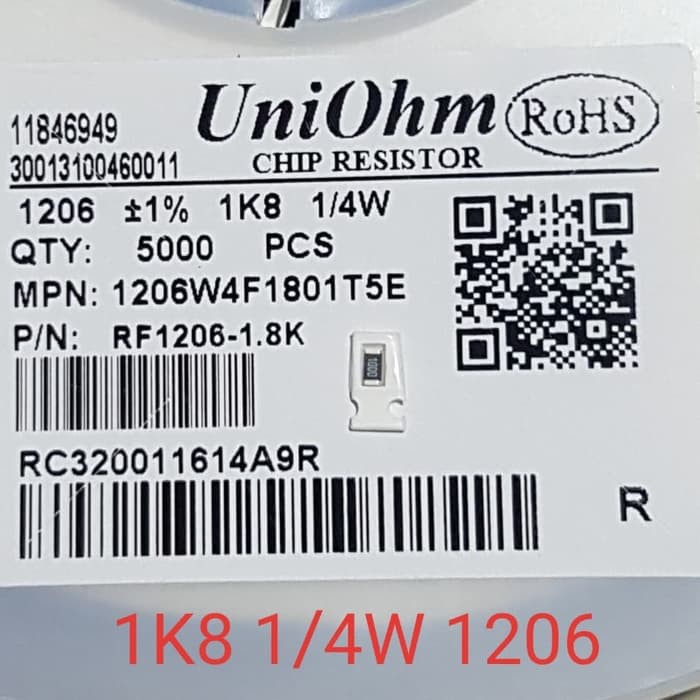 11846949
UniOhm
RoHS
30013100460011
CHIP RESISTOR
1206 ±1% 1K8 1/4W
QTY: 5000 PCS
MPN: 1206W4F1801T5E
P/N: RF1206-1.8K
RC320011614A9R
R
1K8 1/4W 1206